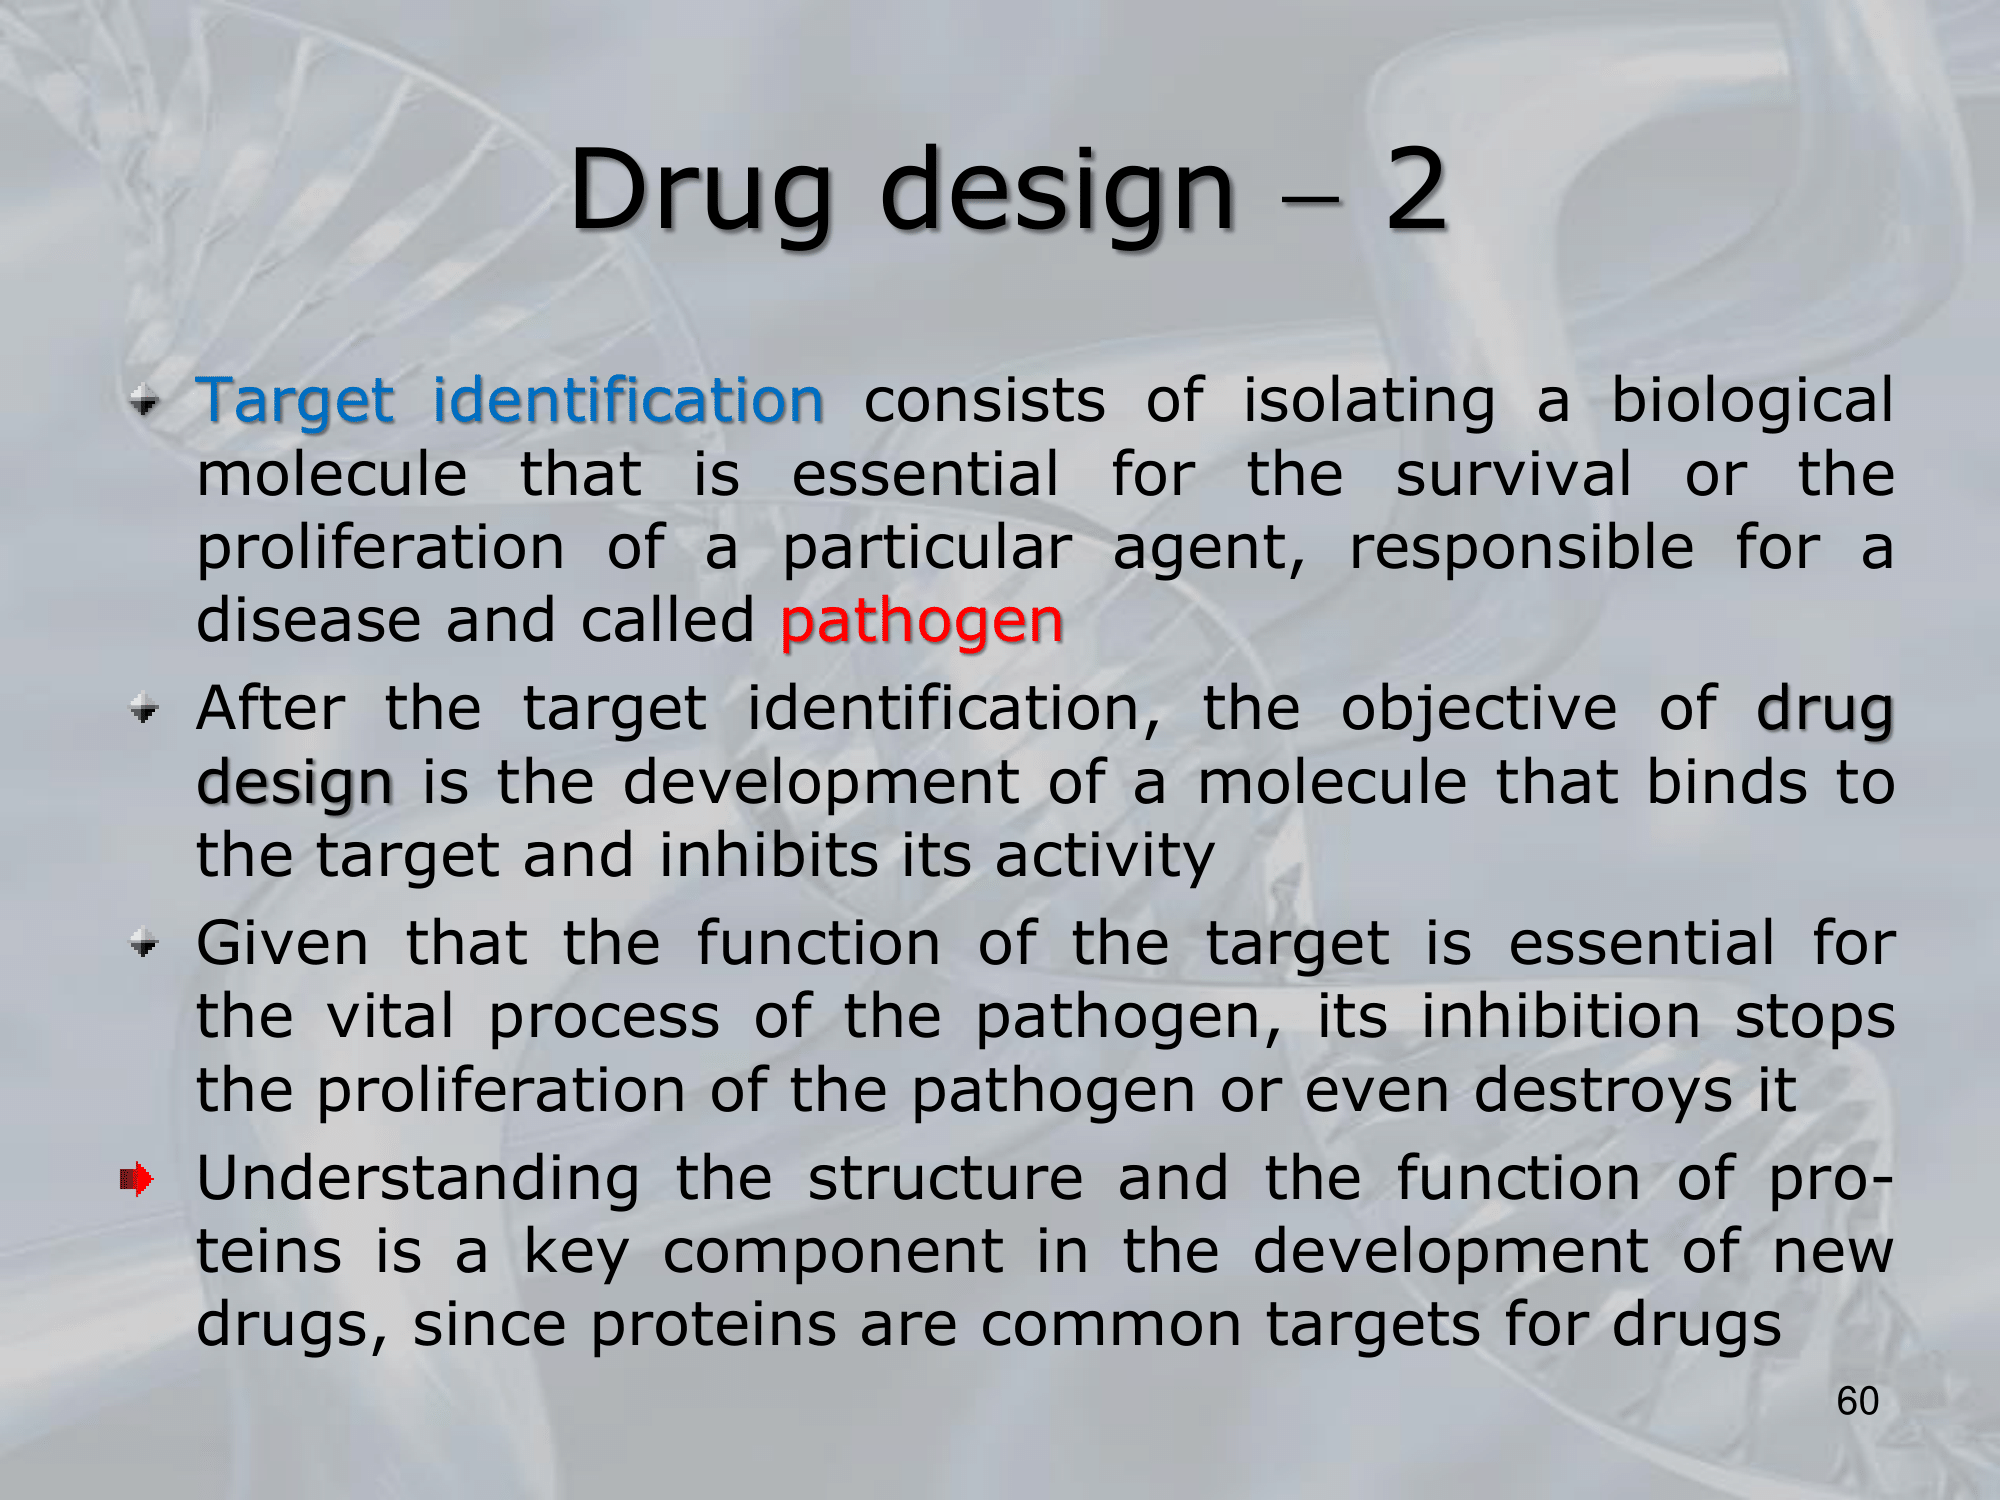 Drug design – 2
Target identification consists of isolating a biological
molecule that is essential for the survival or the
proliferation of a particular agent, responsible for a
disease and called pathogen
After the target identification, the objective of drug
design is the development of a molecule that binds to
the target and inhibits its activity
Given that the function of the target is essential for
the vital process of the pathogen, its inhibition stops
the proliferation of the pathogen or even destroys it
Understanding the structure and the function of pro-
teins is a key component in the development of new
drugs, since proteins are common targets for drugs
60